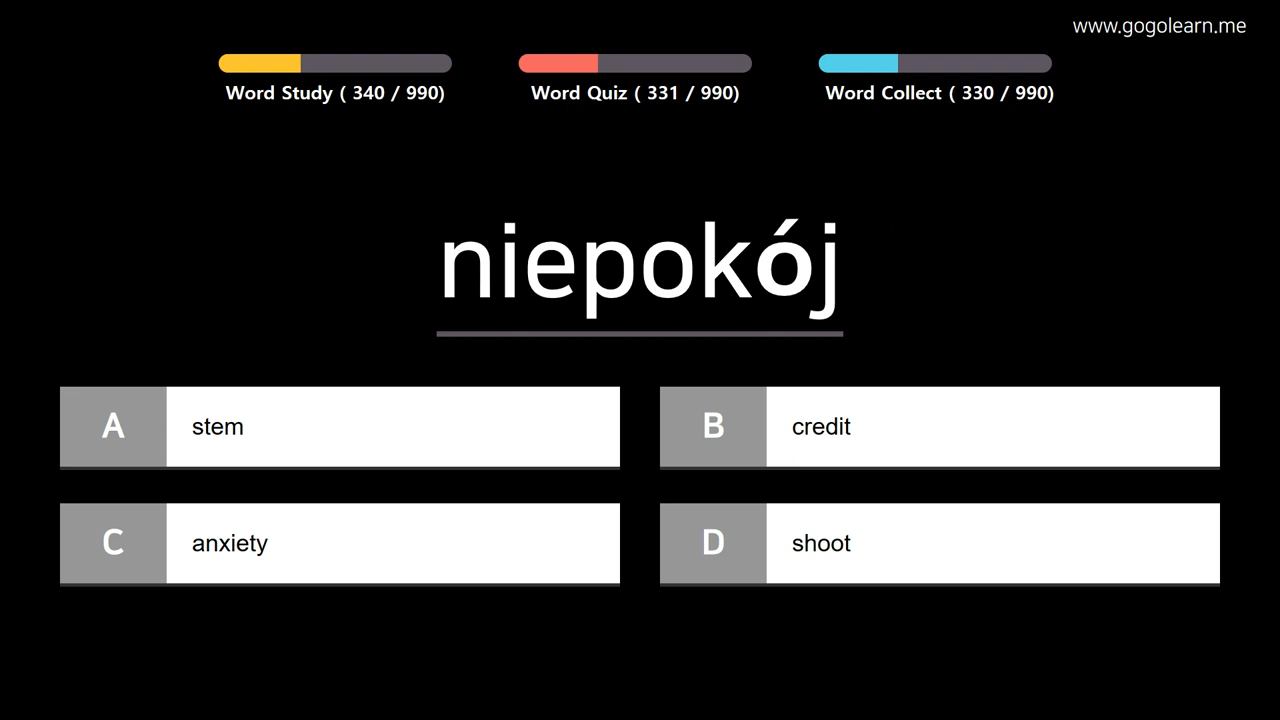 www.gogolearn.me
Word Study ( 340 / 990)
Word Quiz ( 331 / 990)
Word Collect ( 330 / 990)
niepokój
A stem
B credit
C anxiety
D shoot